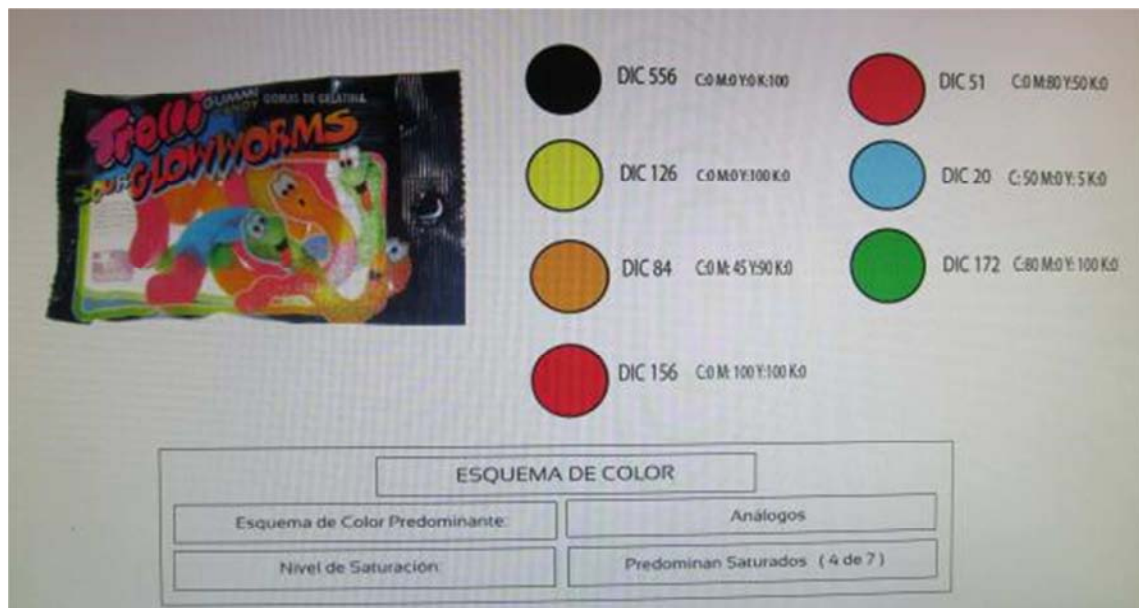 Trolli
GUMMI
CANDY
GOMAS DE GELATINA
SOUR GLOWWORMS
DIC 556 C:0 M:0 Y:0 K:100
DIC 126 C:0 M:0 Y:100 K:0
DIC 84 C:0 M: 45 Y:90 K:0
DIC 156 C:0 M: 100 Y:100 K:0
DIC 51 C:0 M:80 Y:50 K:0
DIC 20 C: 50 M:0 Y: 5 K:0
DIC 172 C:80 M:0 Y: 100 K:0
ESQUEMA DE COLOR
Esquema de Color Predominante: Análogos
Nivel de Saturación: Predominan Saturados ( 4 de 7 )